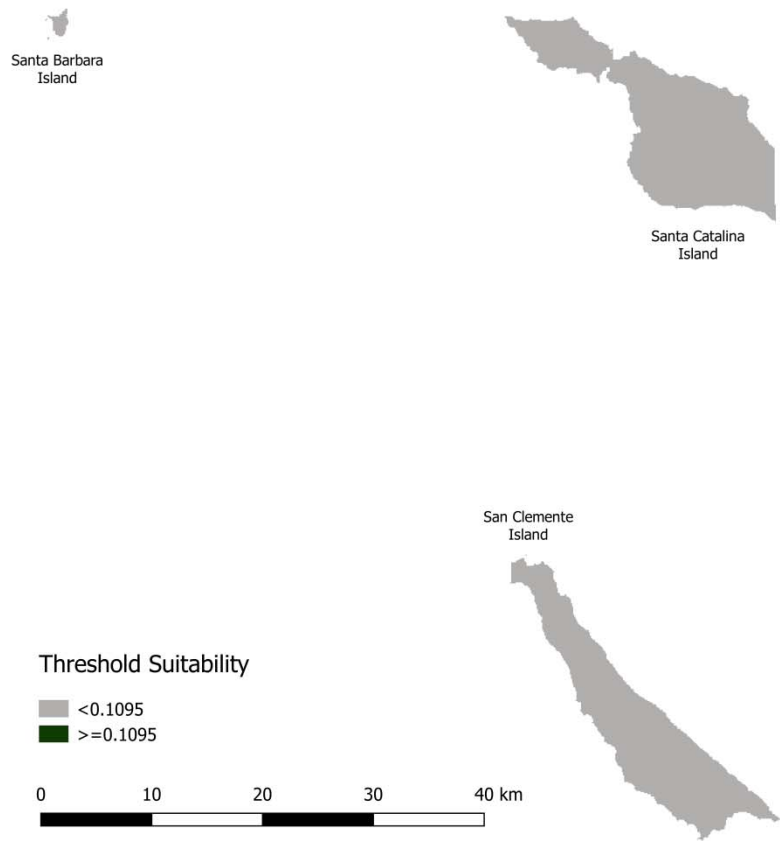 Santa Barbara
Island
Santa Catalina
Island
San Clemente
Island
Threshold Suitability
<0.1095
>=0.1095
0 10 20 30 40 km